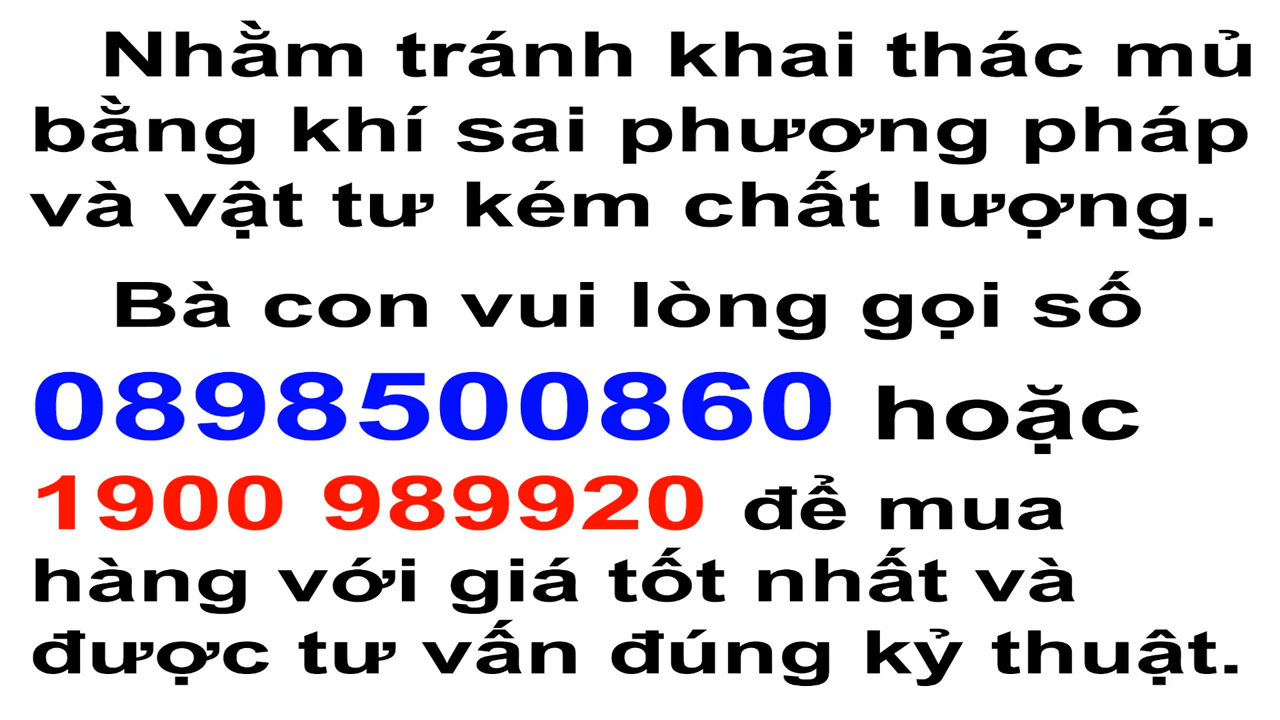 Nhằm tránh khai thác mủ
bằng khí sai phương pháp
và vật tư kém chất lượng.
Bà con vui lòng gọi số
0898500860 hoặc
1900 989920 để mua
hàng với giá tốt nhất và
được tư vấn đúng kỷ thuật.